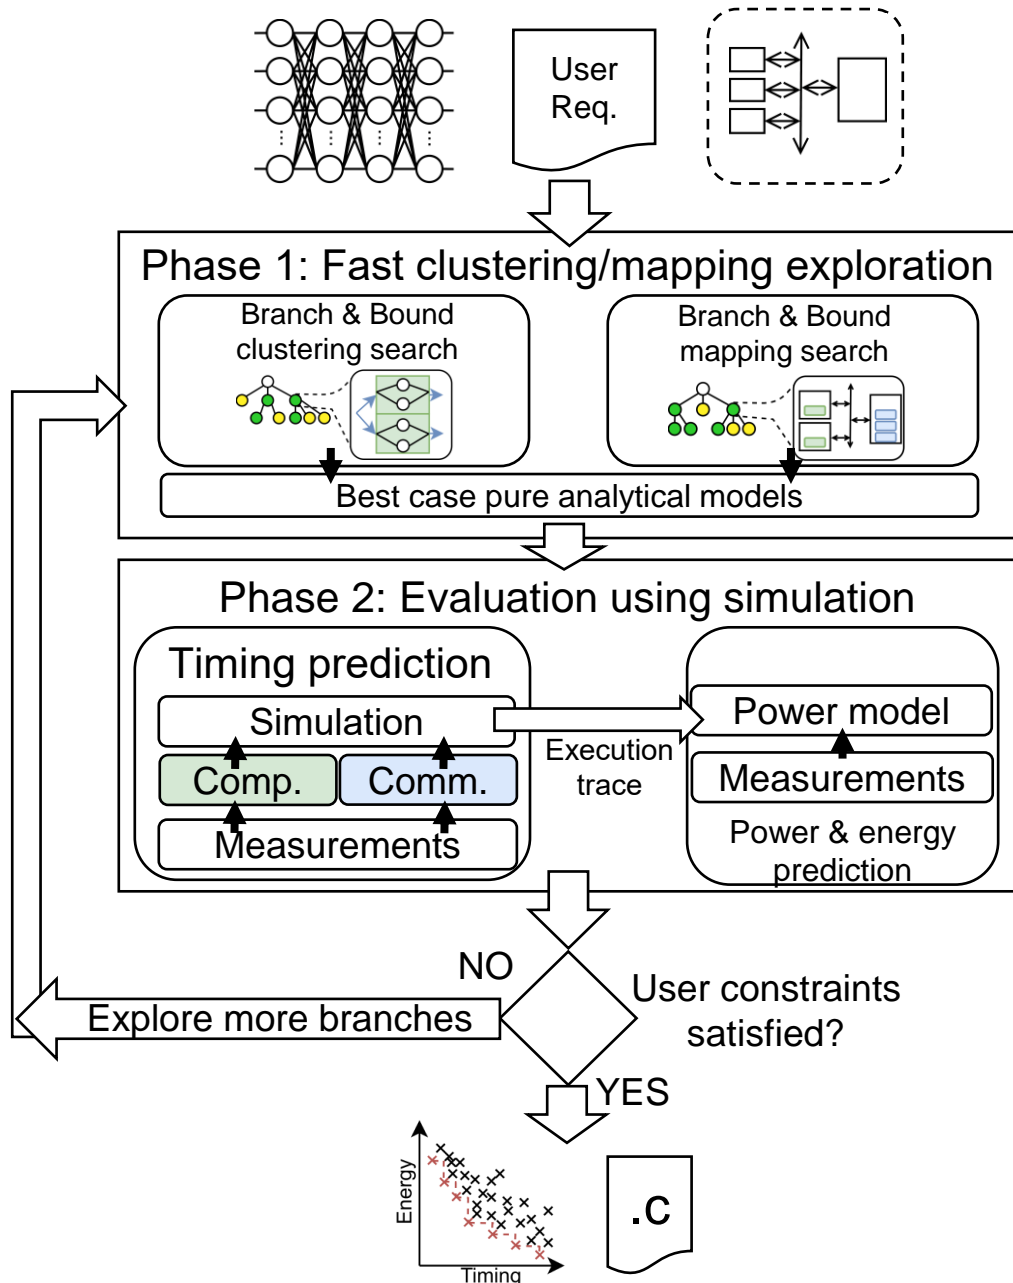 User
Req.
Phase 1: Fast clustering/mapping exploration
Branch & Bound
clustering search
Branch & Bound
mapping search
Best case pure analytical models
Phase 2: Evaluation using simulation
Timing prediction
Simulation
Comp.
Comm.
Measurements
Execution
trace
Power model
Measurements
Power & energy
prediction
NO
User constraints
satisfied?
Explore more branches
YES
Energy
Timing
.c